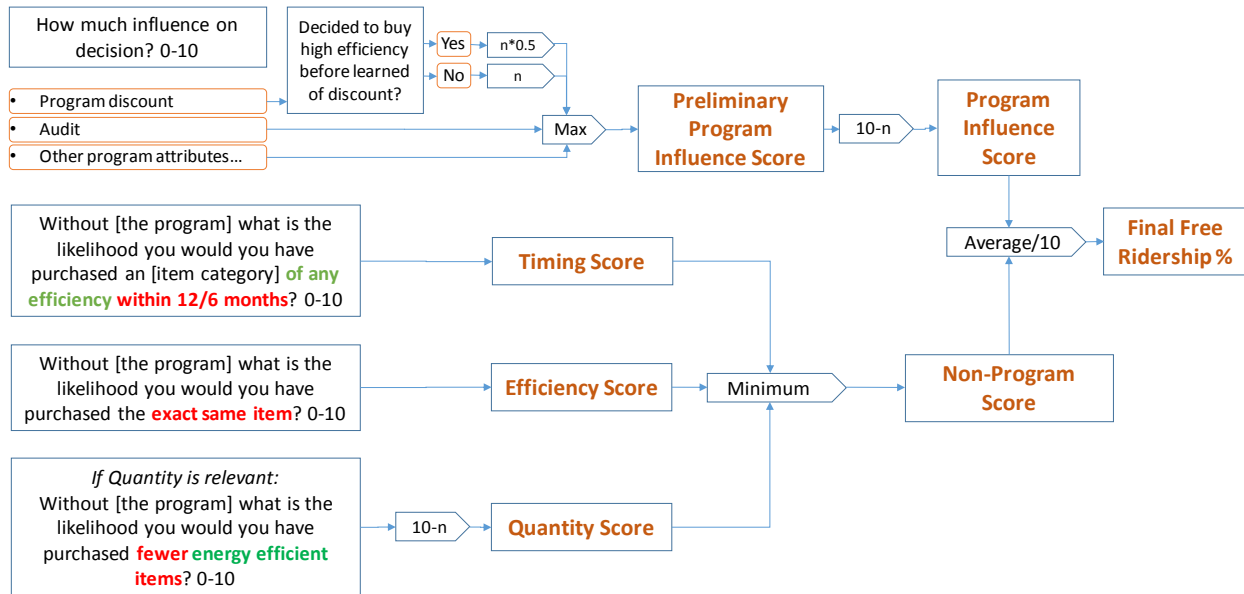 How much influence on
decision? 0-10
Decided to buy
high efficiency
before learned
of discount?
Yes
n*0.5
No
n
• Program discount
• Audit
• Other program attributes...
Max
Preliminary
Program
Influence Score
10-n
Program
Influence
Score
Without [the program] what is the
likelihood you would you have
purchased an [item category] of any
efficiency within 12/6 months? 0-10
Timing Score
Average/10
Final Free
Ridership %
Without [the program] what is the
likelihood you would you have
purchased the exact same item? 0-10
Efficiency Score
Minimum
Non-Program
Score
If Quantity is relevant:
Without [the program] what is the
likelihood you would you have
purchased fewer energy efficient
items? 0-10
10-n
Quantity Score